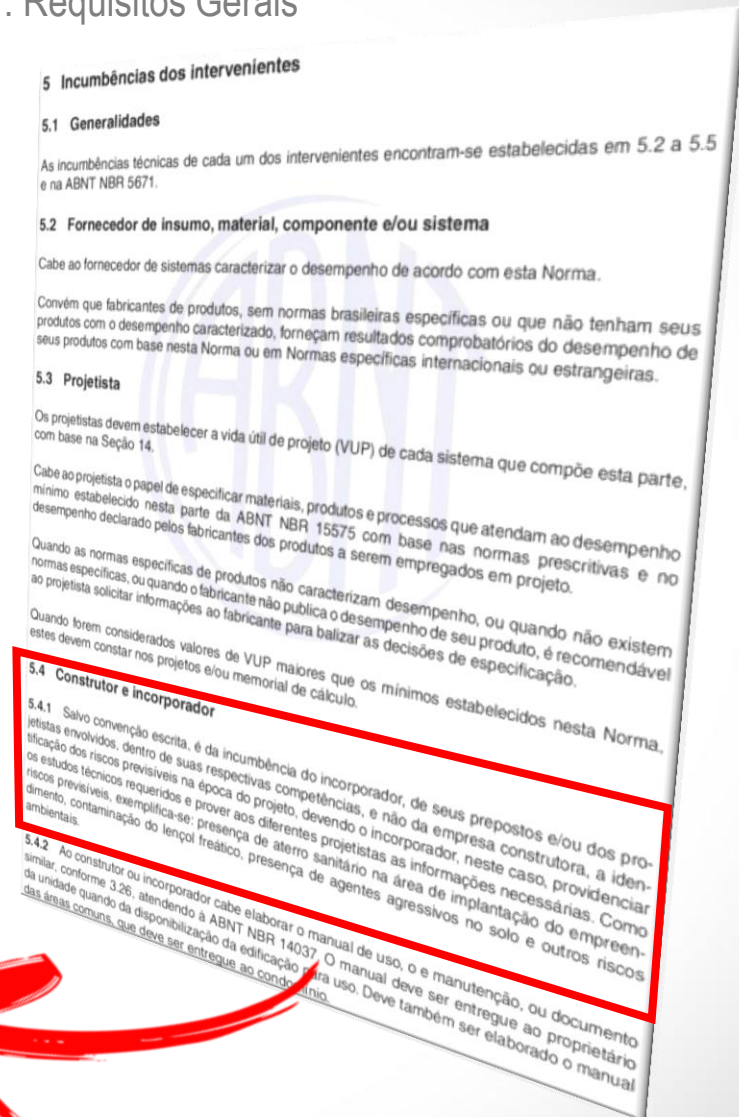 . Requisitos Gerais
5 Incumbências dos intervenientes
5.1 Generalidades
As incumbências técnicas de cada um dos intervenientes encontram-se estabelecidas em 5.2 a 5.5
e na ABNT NBR 5671.
5.2 Fornecedor de insumo, material, componente e/ou sistema
Cabe ao fornecedor de sistemas caracterizar o desempenho de acordo com esta Norma.
Convém que fabricantes de produtos, sem normas brasileiras específicas ou que não tenham seus
produtos com o desempenho caracterizado, forneçam resultados comprobatórios do desempenho de
seus produtos com base nesta Norma ou em Normas específicas internacionais ou estrangeiras.
5.3 Projetista
Os projetistas devem estabelecer a vida útil de projeto (VUP) de cada sistema que compõe esta parte,
com base na Seção 14.
Cabe ao projetista o papel de especificar materiais, produtos e processos que atendam ao desempenho
mínimo estabelecido nesta parte da ABNT NBR 15575 com base nas normas prescritivas e no
desempenho declarado pelos fabricantes dos produtos a serem empregados em projeto.
Quando as normas específicas de produtos não caracterizam desempenho, ou quando não existem
normas específicas, ou quando o fabricante não publica o desempenho de seu produto, é recomendável
ao projetista solicitar informações ao fabricante para balizar as decisões de especificação.
Quando forem considerados valores de VUP maiores que os mínimos estabelecidos nesta Norma,
estes devem constar nos projetos e/ou memorial de cálculo.
5.4 Construtor e incorporador
5.4.1 Salvo convenção escrita, é da incumbência do incorporador, de seus prepostos e/ou dos pro-
jetistas envolvidos, dentro de suas respectivas competências, e não da empresa construtora, a iden-
tificação dos riscos previsíveis na época do projeto, devendo o incorporador, neste caso, providenciar
os estudos técnicos requeridos e prover aos diferentes projetistas as informações necessárias. Como
riscos previsíveis, exemplifica-se: presença de aterro sanitário na área de implantação do empreen-
dimento, contaminação do lençol freático, presença de agentes agressivos no solo e outros riscos
ambientais.
5.4.2 Ao construtor ou incorporador cabe elaborar o manual de uso, o e manutenção, ou documento
similar, conforme 3.26, atendendo à ABNT NBR 14037. O manual deve ser entregue ao proprietário
da unidade quando da disponibilização da edificação para uso. Deve também ser elaborado o manual
das áreas comuns, que deve ser entregue ao condomínio.
ABNT